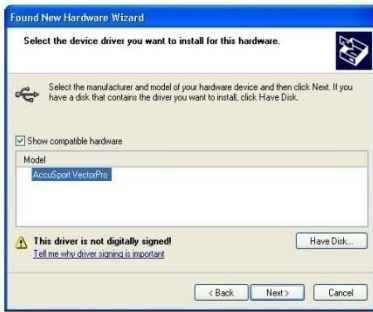 Found New Hardware Wizard
Select the device driver you want to install for this hardware.
Select the manufacturer and model of your hardware device and then click Next. If you
have a disk that contains the driver you want to install, click Have Disk.
Show compatible hardware
Model
AccuSport VectorPro
This driver is not digitally signed!
Tell me why driver signing is important
Have Disk...
< Back
Next >
Cancel